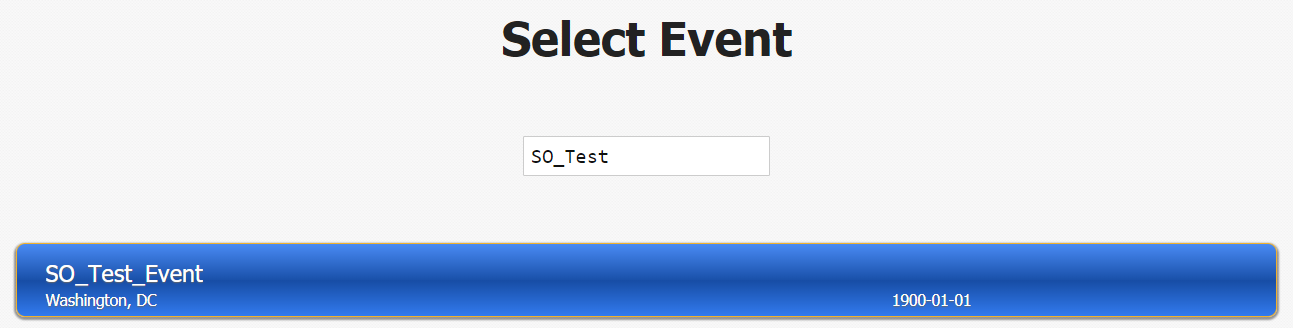 Select Event
SO_Test
SO_Test_Event
Washington, DC 1900-01-01